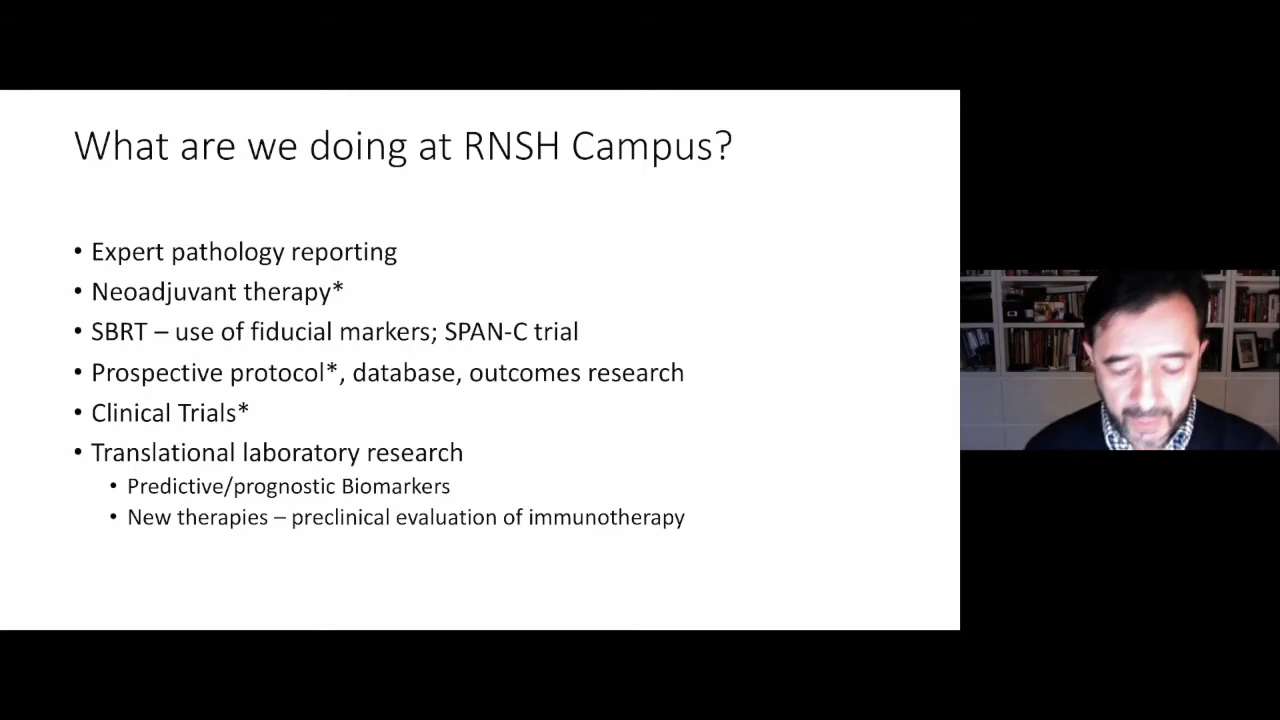 What are we doing at RNSH Campus?
• Expert pathology reporting
• Neoadjuvant therapy*
• SBRT – use of fiducial markers; SPAN-C trial
• Prospective protocol*, database, outcomes research
• Clinical Trials*
• Translational laboratory research
• Predictive/prognostic Biomarkers
• New therapies – preclinical evaluation of immunotherapy